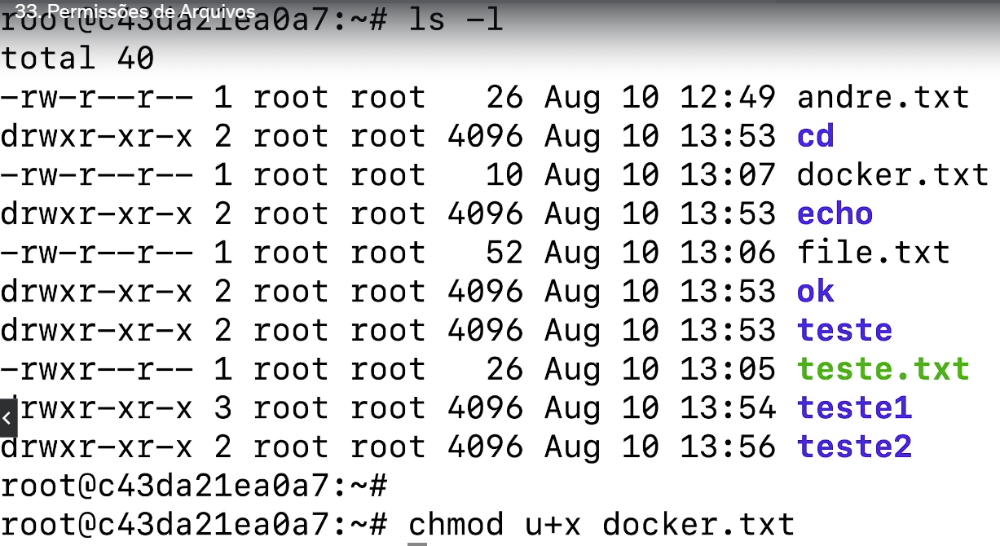 33. Permissões de Arquivos
root@c43da21ea0a7:~# ls -l
total 40
-rw-r--r-- 1 root root   26 Aug 10 12:49 andre.txt
drwxr-xr-x 2 root root 4096 Aug 10 13:53 cd
-rw-r--r-- 1 root root   10 Aug 10 13:07 docker.txt
drwxr-xr-x 2 root root 4096 Aug 10 13:53 echo
-rw-r--r-- 1 root root   52 Aug 10 13:06 file.txt
drwxr-xr-x 2 root root 4096 Aug 10 13:53 ok
drwxr-xr-x 2 root root 4096 Aug 10 13:53 teste
-rwxr--r-- 1 root root   26 Aug 10 13:05 teste.txt
drwxr-xr-x 3 root root 4096 Aug 10 13:54 teste1
drwxr-xr-x 2 root root 4096 Aug 10 13:56 teste2
root@c43da21ea0a7:~#
root@c43da21ea0a7:~# chmod u+x docker.txt